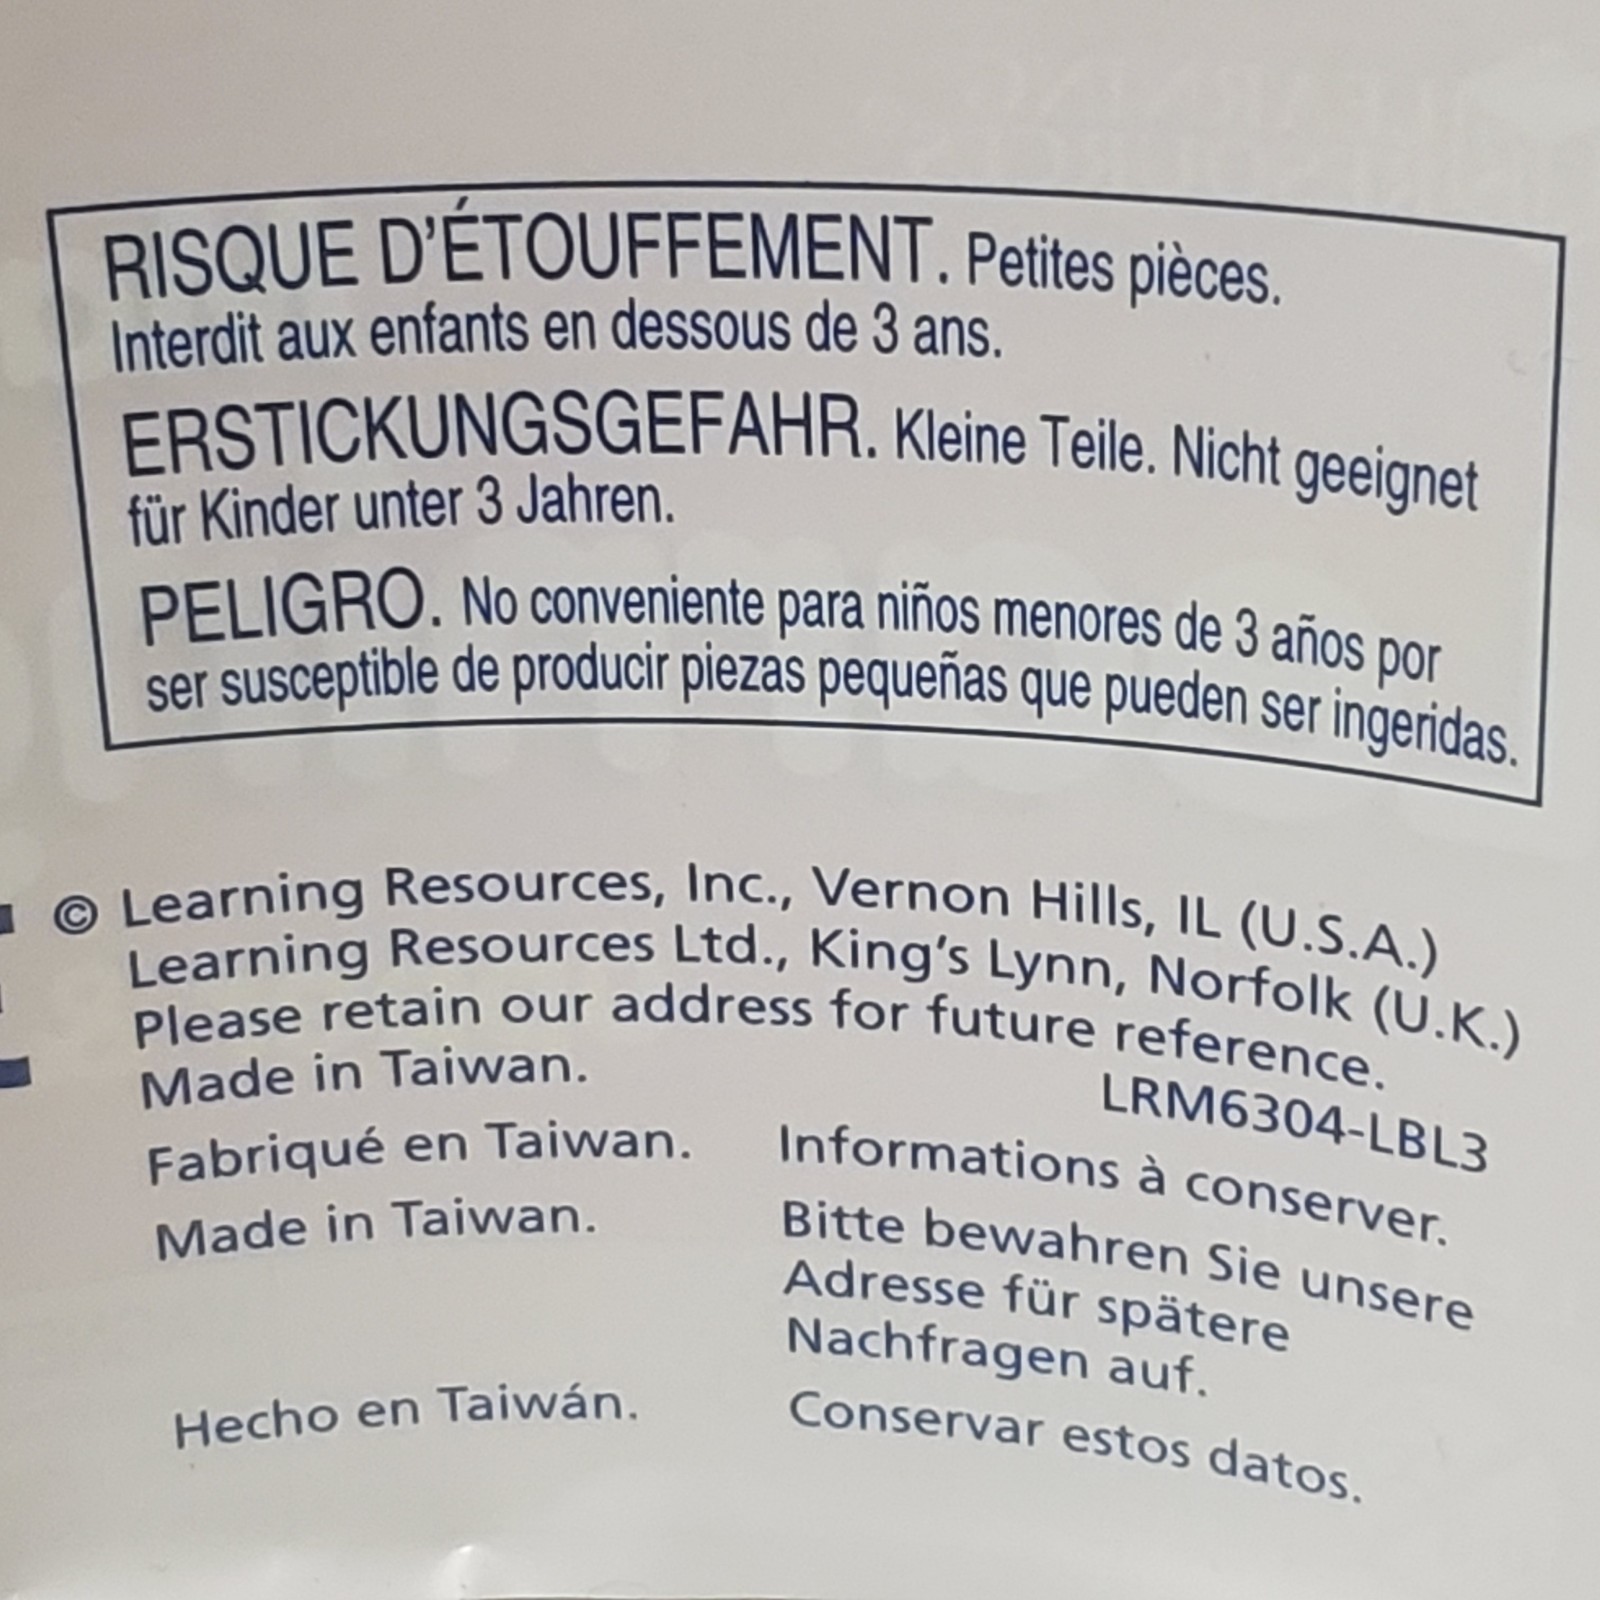 RISQUE D'ÉTOUFFEMENT. Petites pièces.
Interdit aux enfants en dessous de 3 ans.
ERSTICKUNGSGEFAHR. Kleine Teile. Nicht geeignet
für Kinder unter 3 Jahren.
PELIGRO. No conveniente para niños menores de 3 años por
ser susceptible de producir piezas pequeñas que pueden ser ingeridas.
© Learning Resources, Inc., Vernon Hills, IL (U.S.A.)
Learning Resources Ltd., King's Lynn, Norfolk (U.K.)
Please retain our address for future reference.
Made in Taiwan.
LRM6304-LBL3
Fabriqué en Taiwan.
Informations à conserver.
Made in Taiwan.
Bitte bewahren Sie unsere
Adresse für spätere
Nachfragen auf.
Hecho en Taiwán.
Conservar estos datos.